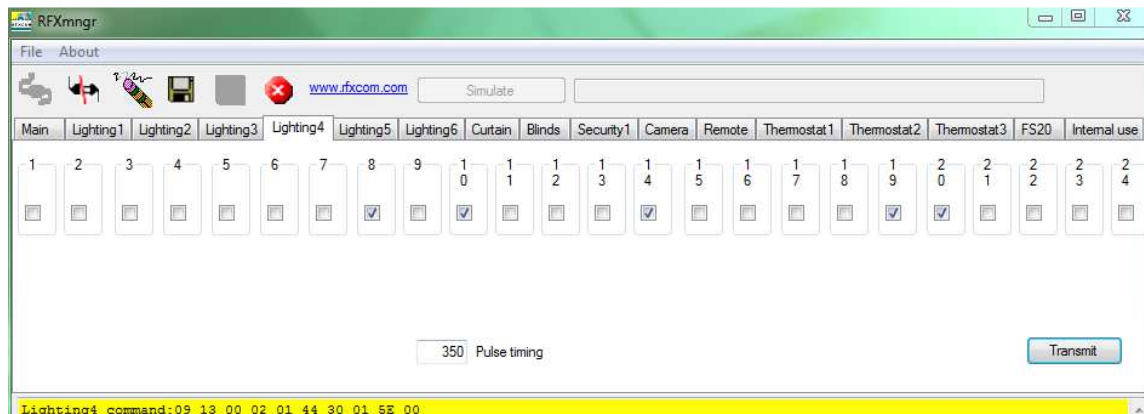 RFXmngr
File About
www.rfxcom.com Simulate
Main Lighting1 Lighting2 Lighting3 Lighting4 Lighting5 Lighting6 Curtain Blinds Security1 Camera Remote Thermostat1 Thermostat2 Thermostat3 FS20 Internal use
1 2 3 4 5 6 7 8 9 10 11 12 13 14 15 16 17 18 19 20 21 22 23 24
350 Pulse timing Transmit
Lighting4 command:09 13 00 02 01 44 30 01 5E 00